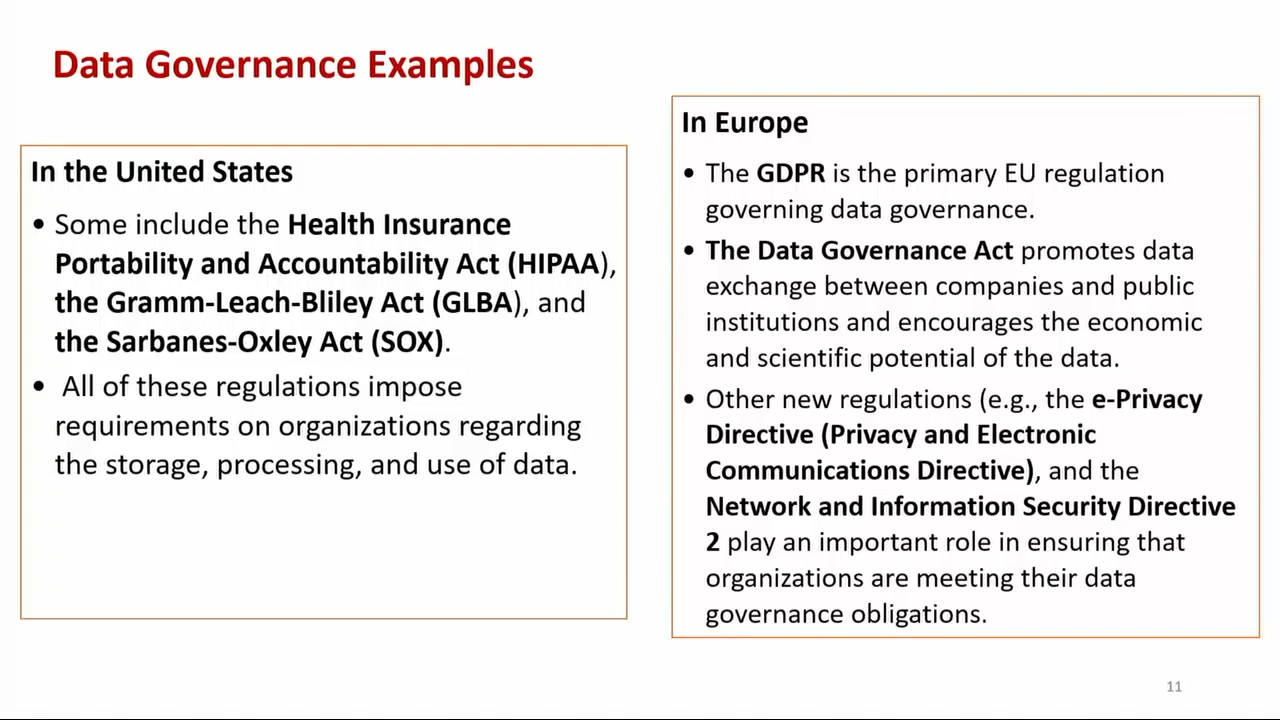 Data Governance Examples
In the United States
• Some include the Health Insurance
Portability and Accountability Act (HIPAA),
the Gramm-Leach-Bliley Act (GLBA), and
the Sarbanes-Oxley Act (SOX).
• All of these regulations impose
requirements on organizations regarding
the storage, processing, and use of data.
In Europe
• The GDPR is the primary EU regulation
governing data governance.
• The Data Governance Act promotes data
exchange between companies and public
institutions and encourages the economic
and scientific potential of the data.
• Other new regulations (e.g., the e-Privacy
Directive (Privacy and Electronic
Communications Directive), and the
Network and Information Security Directive
2 play an important role in ensuring that
organizations are meeting their data
governance obligations.
11